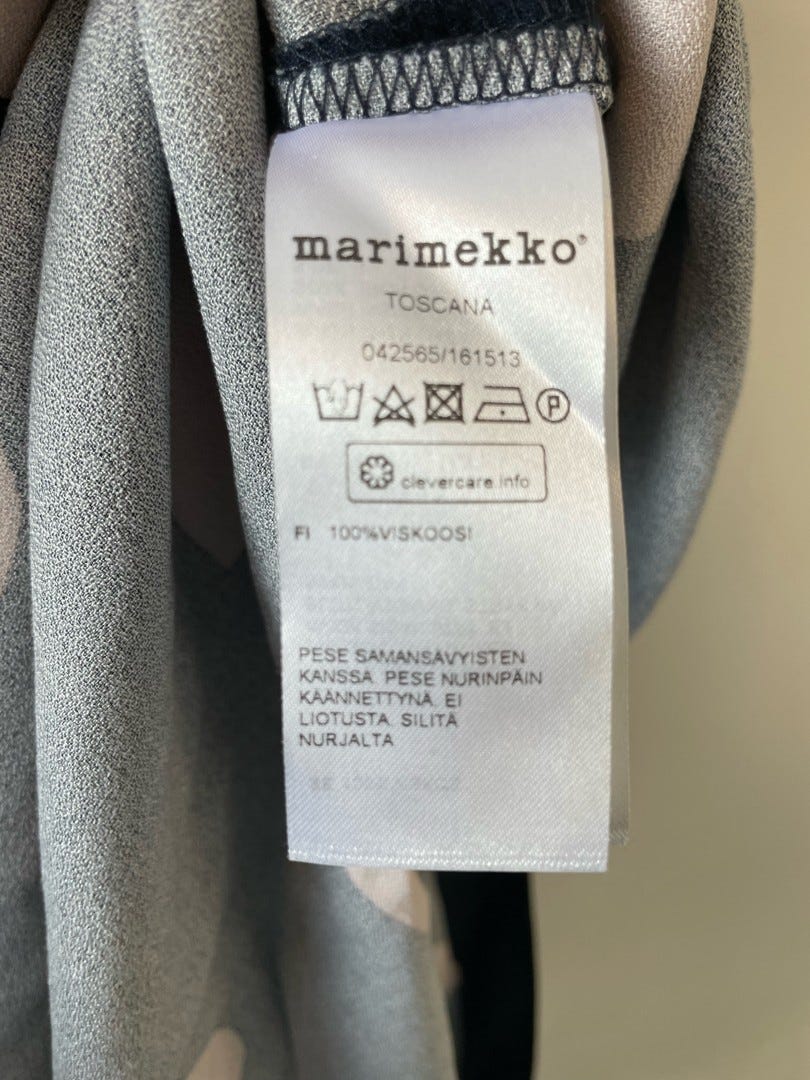 marimekko®
TOSCANA
042565/161513
P
clevercare.info
FI 100%VISKOOSI
PESE SAMANSÄVYISTEN
KANSSA. PESE NURINPÄIN
KÄÄNNETTYNÄ. EI
LIOTUSTA. SILITÄ
NURJALTA